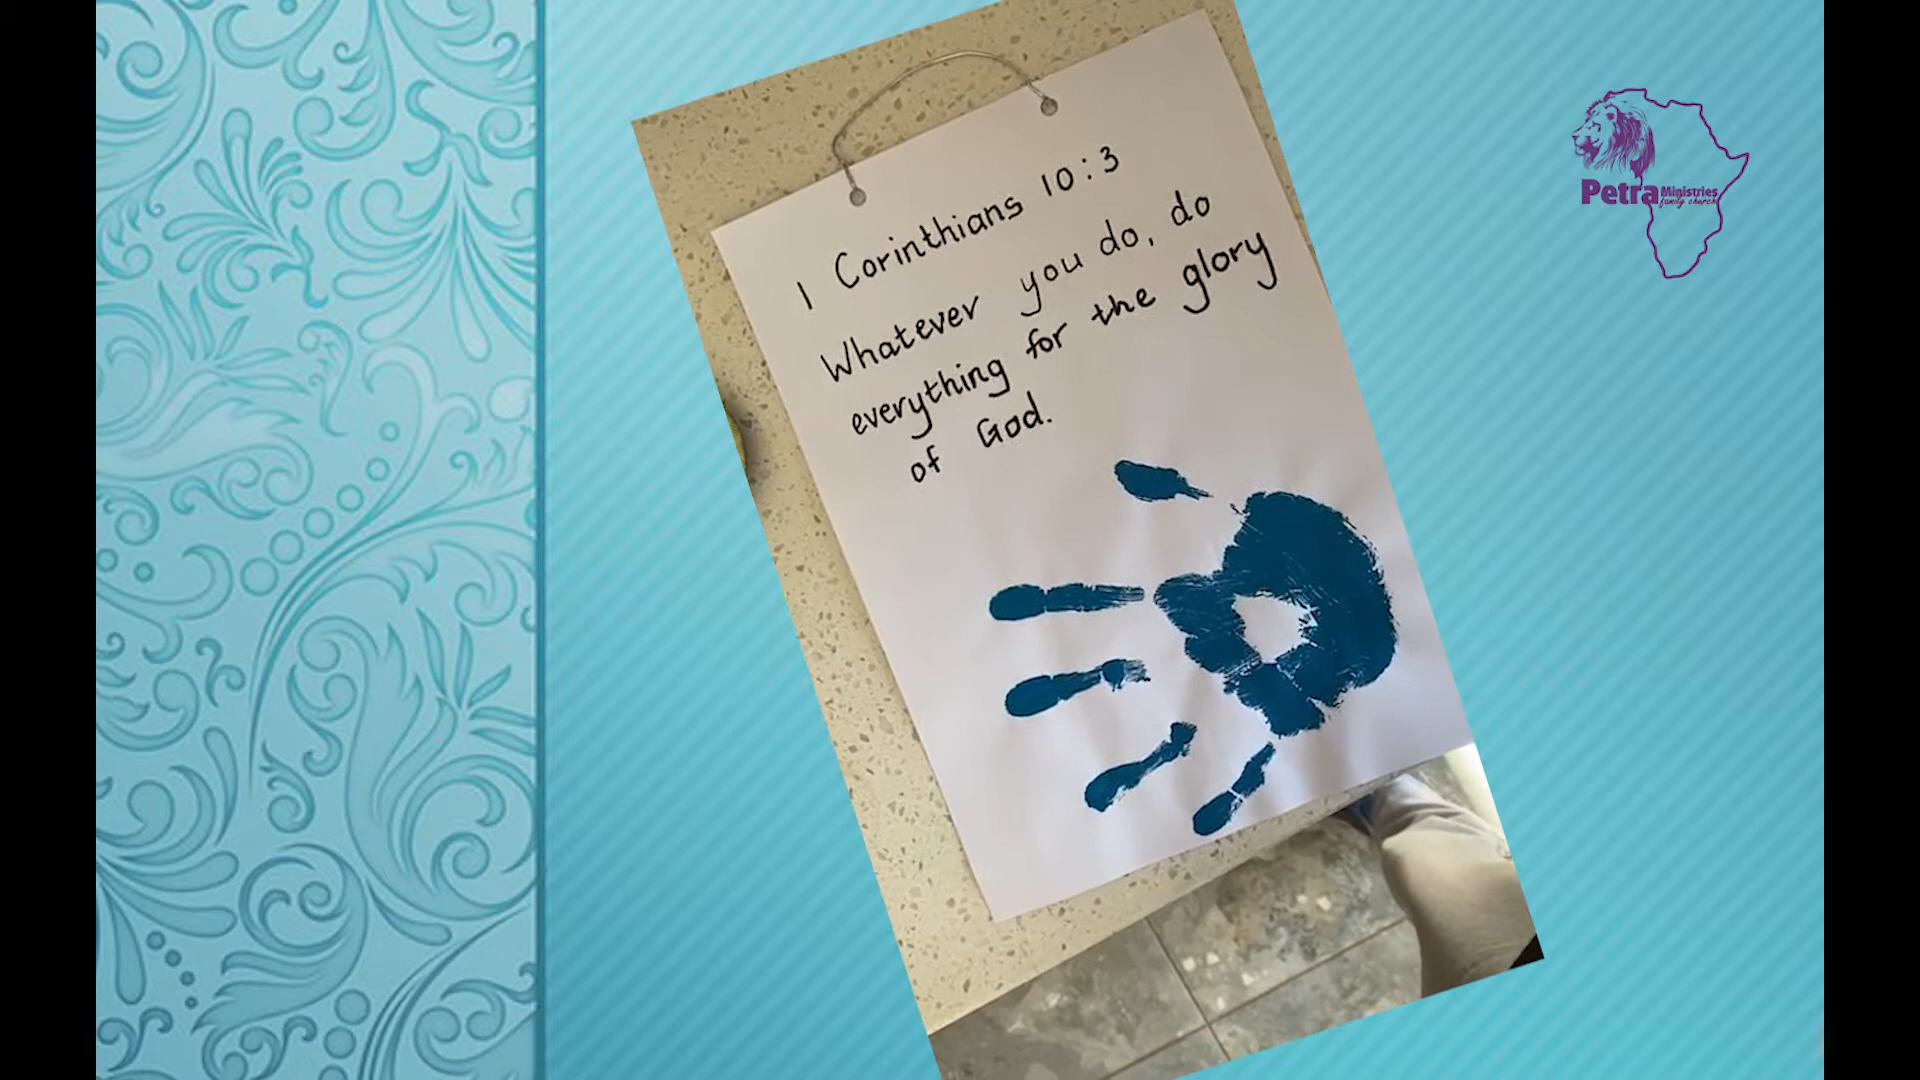 1 Corinthians 10:3
Whatever you do, do
everything for the glory
of God.
Petra Ministries
family church